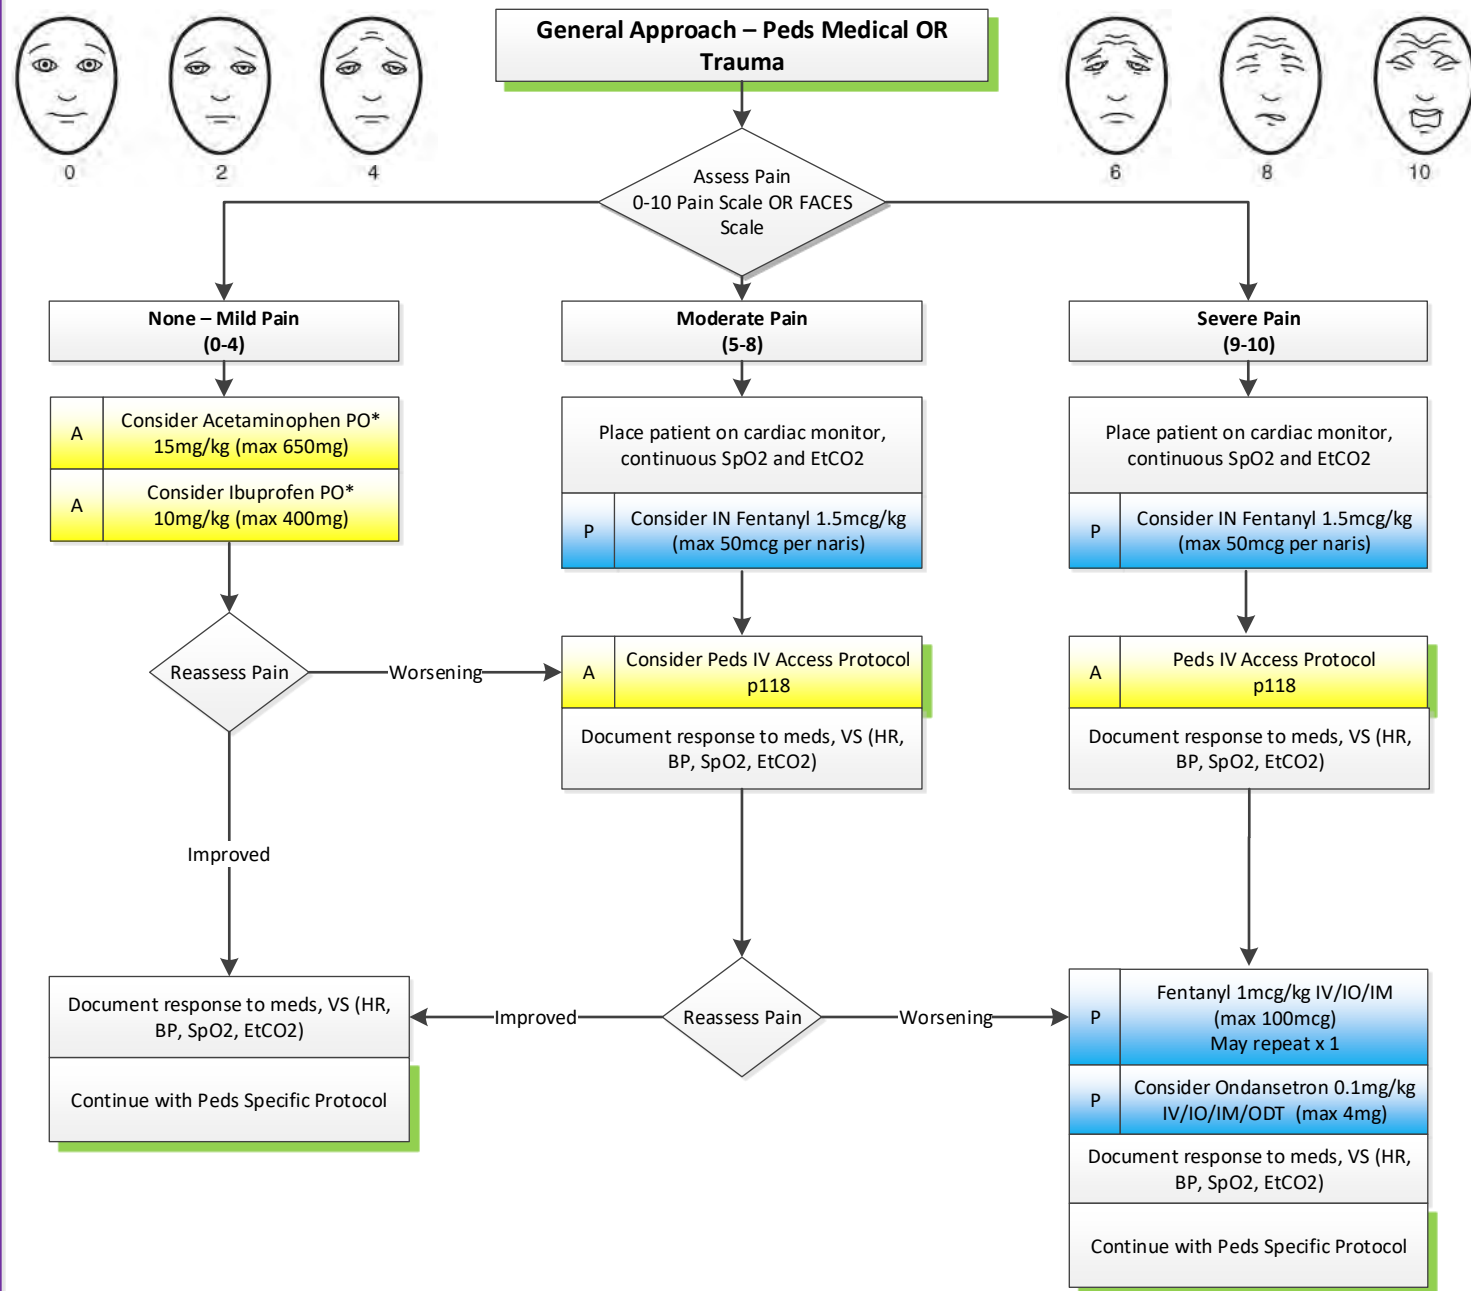 General Approach – Peds Medical OR
Trauma
0
2
4
6
8
10
Assess Pain
0-10 Pain Scale OR FACES
Scale
None – Mild Pain
(0-4)
Moderate Pain
(5-8)
Severe Pain
(9-10)
A
Consider Acetaminophen PO*
15mg/kg (max 650mg)
A
Consider Ibuprofen PO*
10mg/kg (max 400mg)
Place patient on cardiac monitor,
continuous SpO2 and EtCO2
P
Consider IN Fentanyl 1.5mcg/kg
(max 50mcg per naris)
Place patient on cardiac monitor,
continuous SpO2 and EtCO2
P
Consider IN Fentanyl 1.5mcg/kg
(max 50mcg per naris)
Reassess Pain
Worsening
A
Consider Peds IV Access Protocol
p118
Document response to meds, VS (HR,
BP, SpO2, EtCO2)
A
Peds IV Access Protocol
p118
Document response to meds, VS (HR,
BP, SpO2, EtCO2)
Improved
Document response to meds, VS (HR,
BP, SpO2, EtCO2)
Continue with Peds Specific Protocol
Improved
Reassess Pain
Worsening
P
Fentanyl 1mcg/kg IV/IO/IM
(max 100mcg)
May repeat x 1
P
Consider Ondansetron 0.1mg/kg
IV/IO/IM/ODT (max 4mg)
Document response to meds, VS (HR,
BP, SpO2, EtCO2)
Continue with Peds Specific Protocol